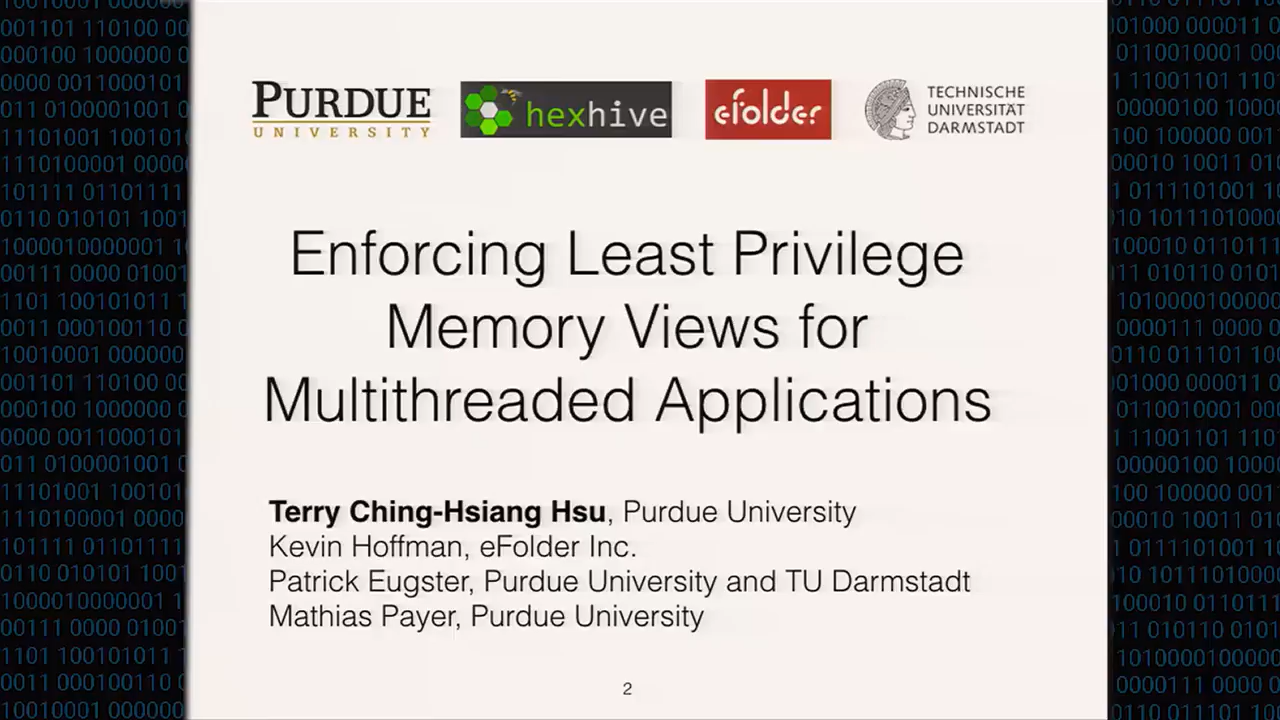 PURDUE
UNIVERSITY
hexhive
eFolder
TECHNISCHE
UNIVERSITÄT
DARMSTADT
Enforcing Least Privilege
Memory Views for
Multithreaded Applications
Terry Ching-Hsiang Hsu, Purdue University
Kevin Hoffman, eFolder Inc.
Patrick Eugster, Purdue University and TU Darmstadt
Mathias Payer, Purdue University
2